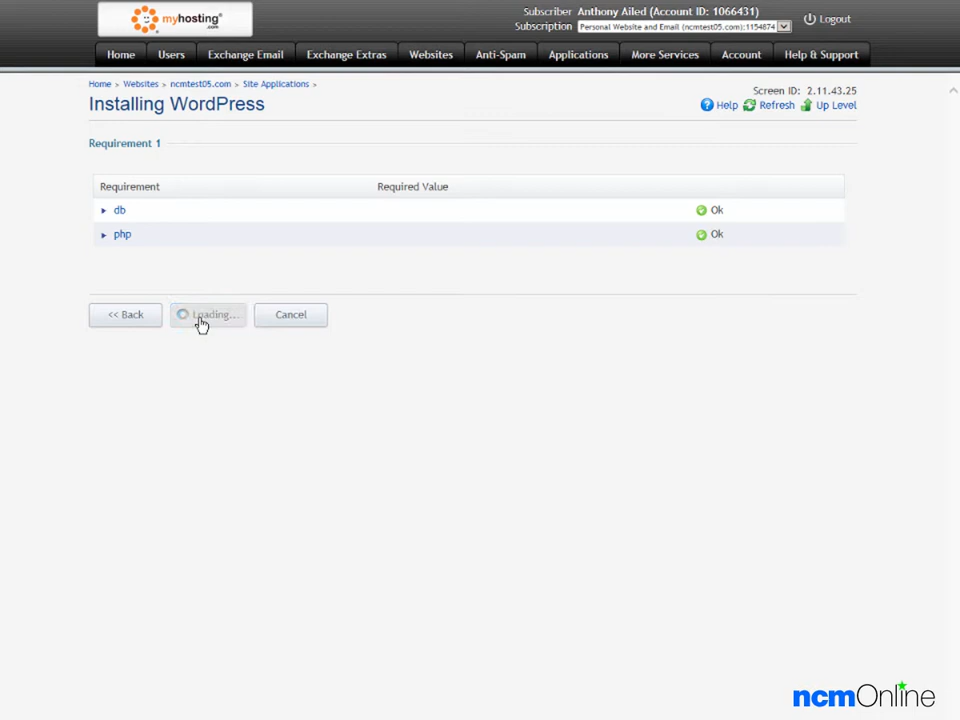 myhosting
.com
Subscriber Anthony Ailed (Account ID: 1066431)
Subscription Personal Website and Email (ncmtest05.com):1154874
Logout
Home Users Exchange Email Exchange Extras Websites Anti-Spam Applications More Services Account Help & Support
Home > Websites > ncmtest05.com > Site Applications >
Screen ID: 2.11.43.25
Installing WordPress
Help Refresh Up Level
Requirement 1
Requirement Required Value
db Ok
php Ok
<< Back Loading... Cancel
ncmOnline